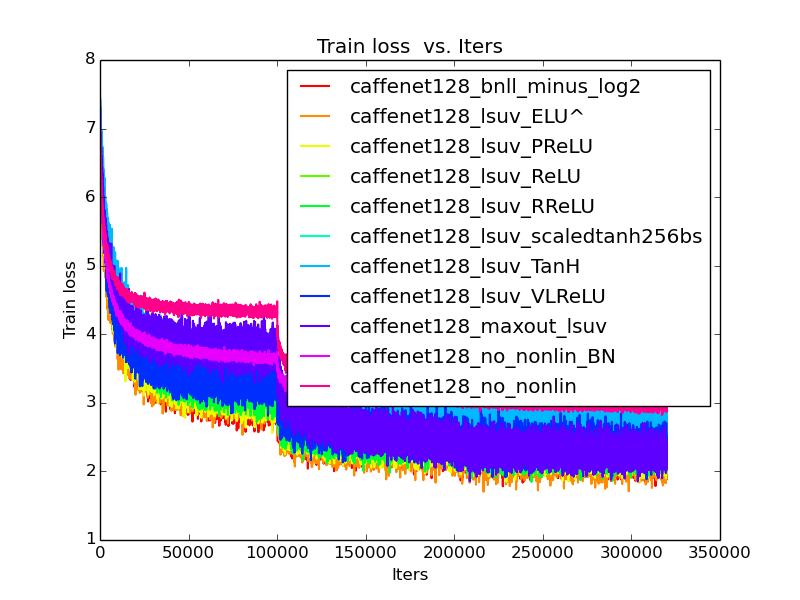 Train loss  vs. Iters
8
7
6
5
4
3
2
1
Train loss
caffenet128_bnll_minus_log2
caffenet128_lsuv_ELU^
caffenet128_lsuv_PReLU
caffenet128_lsuv_ReLU
caffenet128_lsuv_RReLU
caffenet128_lsuv_scaledtanh256bs
caffenet128_lsuv_TanH
caffenet128_lsuv_VLReLU
caffenet128_maxout_lsuv
caffenet128_no_nonlin_BN
caffenet128_no_nonlin
0 50000 100000 150000 200000 250000 300000 350000
Iters